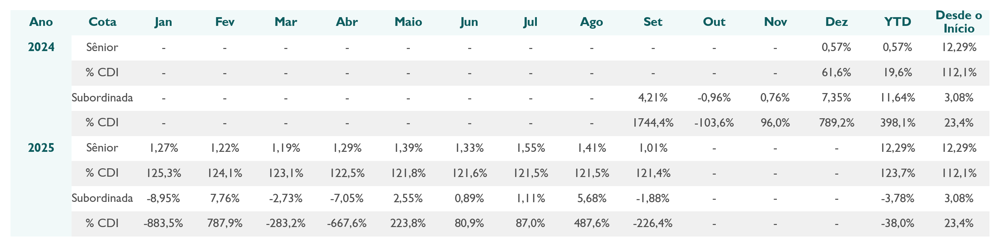 Ano Cota Jan Fev Mar Abr Maio Jun Jul Ago Set Out Nov Dez YTD Desde o Início
2024 Sênior - - - - - - - - - - - 0,57% 0,57% 12,29%
% CDI - - - - - - - - - - - 61,6% 19,6% 112,1%
Subordinada - - - - - - - - 4,21% -0,96% 0,76% 7,35% 11,64% 3,08%
% CDI - - - - - - - - 1744,4% -103,6% 96,0% 789,2% 398,1% 23,4%
2025 Sênior 1,27% 1,22% 1,19% 1,29% 1,39% 1,33% 1,55% 1,41% 1,01% - - - 12,29% 12,29%
% CDI 125,3% 124,1% 123,1% 122,5% 121,8% 121,6% 121,5% 121,5% 121,4% - - - 123,7% 112,1%
Subordinada -8,95% 7,76% -2,73% -7,05% 2,55% 0,89% 1,11% 5,68% -1,88% - - - -3,78% 3,08%
% CDI -883,5% 787,9% -283,2% -667,6% 223,8% 80,9% 87,0% 487,6% -226,4% - - - -38,0% 23,4%